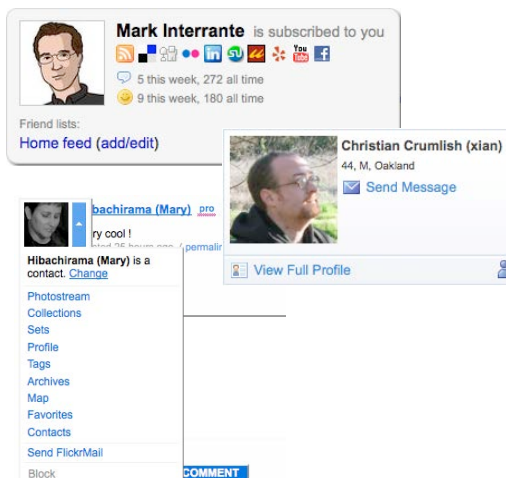 Mark Interrante is subscribed to you
You Tube
5 this week, 272 all time
9 this week, 180 all time
Friend lists:
Home feed (add/edit)
Christian Crumlish (xian)
44, M, Oakland
Send Message
View Full Profile
bachirama (Mary) pro
ry cool !
permalin
Hibachirama (Mary) is a
contact. Change
Photostream
Collections
Sets
Profile
Tags
Archives
Map
Favorites
Contacts
Send FlickrMail
Block
COMMENT